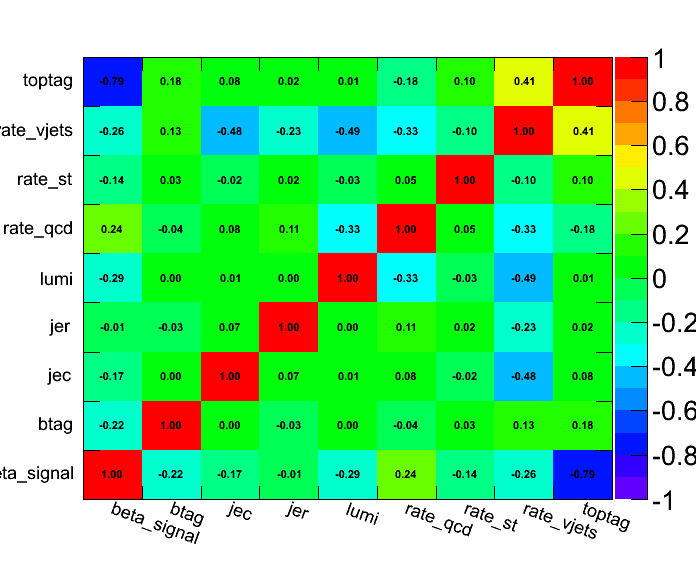 toptag -0.79 0.18 0.08 0.02 0.01 -0.18 0.10 0.41 1.00
rate_vjets -0.26 0.13 -0.48 -0.23 -0.49 -0.33 -0.10 1.00 0.41
rate_st -0.14 0.03 -0.02 0.02 -0.03 0.05 1.00 -0.10 0.10
rate_qcd 0.24 -0.04 0.08 0.11 -0.33 1.00 0.05 -0.33 -0.18
lumi -0.29 0.00 0.01 0.00 1.00 -0.33 -0.03 -0.49 0.01
jer -0.01 -0.03 0.07 1.00 0.00 0.11 0.02 -0.23 0.02
jec -0.17 0.00 1.00 0.07 0.01 0.08 -0.02 -0.48 0.08
btag -0.22 1.00 0.00 -0.03 0.00 -0.04 0.03 0.13 0.18
eta_signal 1.00 -0.22 -0.17 -0.01 -0.29 0.24 -0.14 -0.26 -0.79
beta_signal btag jec jer lumi rate_qcd rate_st rate_vjets toptag
1
0.8
0.6
0.4
0.2
0
-0.2
-0.4
-0.6
-0.8
-1